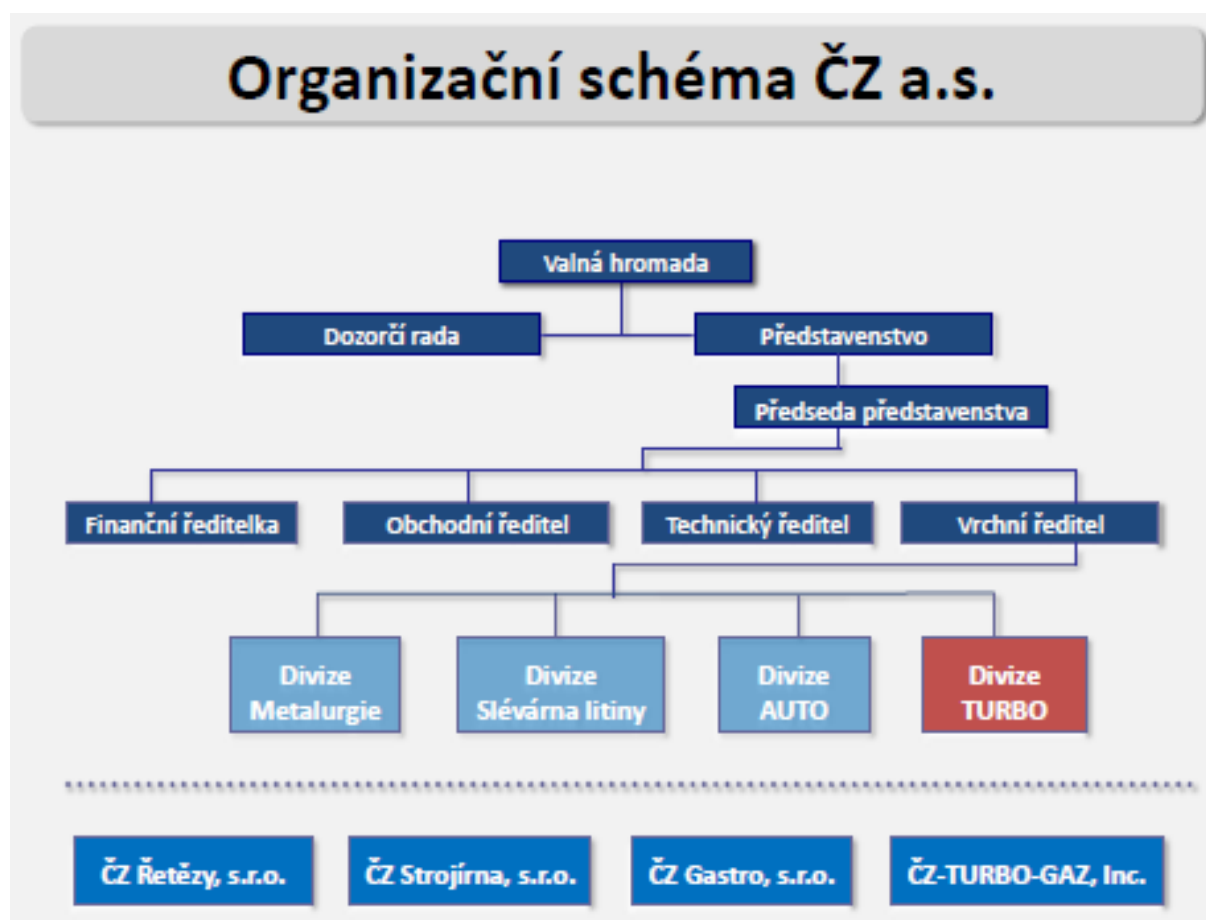 Organizační schéma ČZ a.s.
Valná hromada
Dozorčí rada
Představenstvo
Předseda představenstva
Finanční ředitelka
Obchodní ředitel
Technický ředitel
Vrchní ředitel
Divize
Metalurgie
Divize
Slévárna litiny
Divize
AUTO
Divize
TURBO
ČZ Řetězy, s.r.o.
ČZ Strojírna, s.r.o.
ČZ Gastro, s.r.o.
ČZ-TURBO-GAZ, Inc.